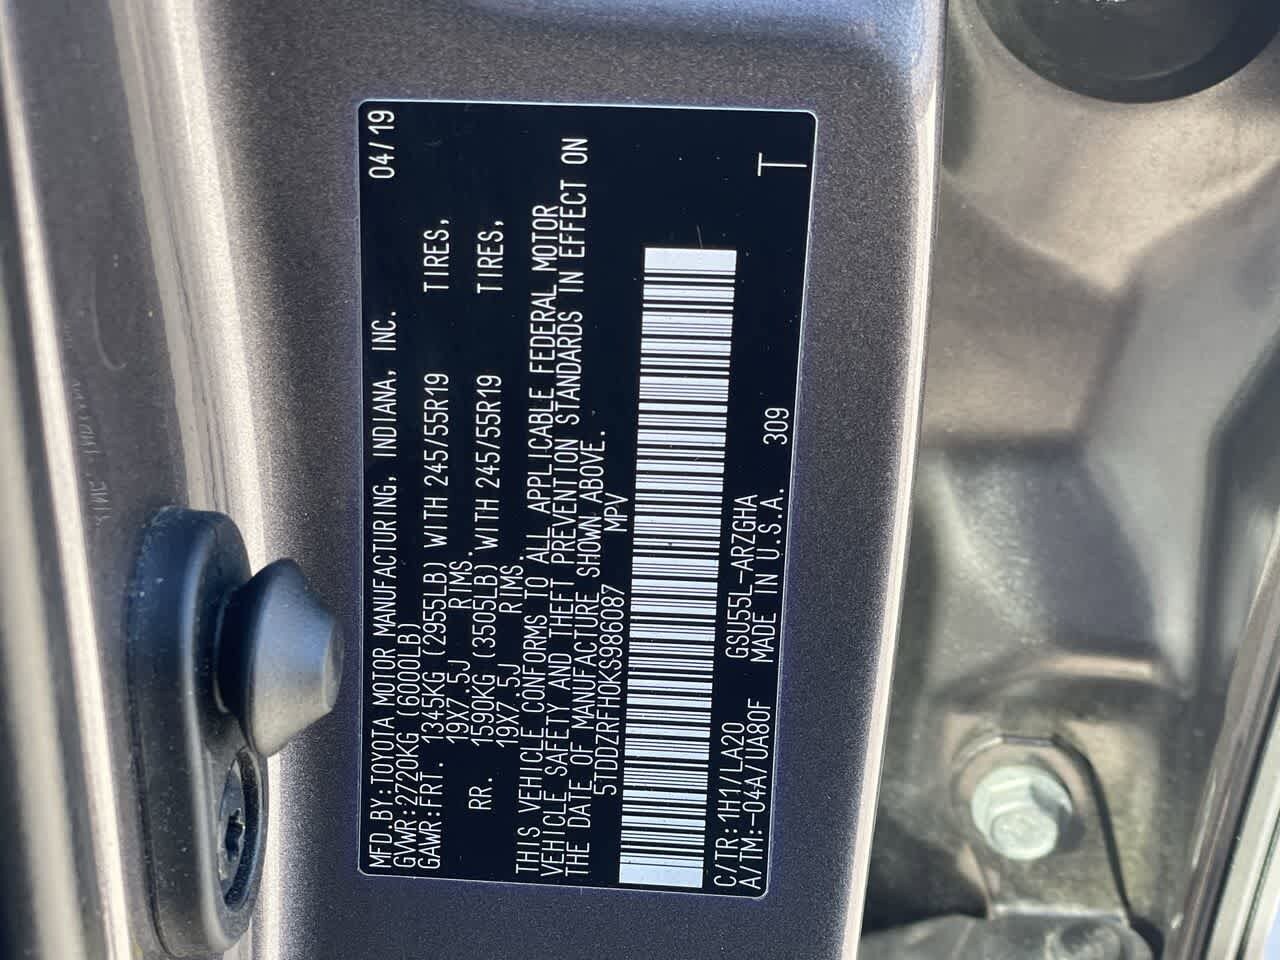 MFD.BY:TOYOTA MOTOR MANUFACTURING, INDIANA, INC. 04/19
GVWR:2720KG (6000LB)
GAWR:FRT. 1345KG (2955LB) WITH 245/55R19 TIRES,
19X7.5J RIMS.
RR. 1590KG (3505LB) WITH 245/55R19 TIRES,
19X7.5J RIMS.
THIS VEHICLE CONFORMS TO ALL APPLICABLE FEDERAL MOTOR
VEHICLE SAFETY AND THEFT PREVENTION STANDARDS IN EFFECT ON
THE DATE OF MANUFACTURE SHOWN ABOVE.
5TDDZRFH0KS986087 MPV
C/TR:1H1/LA20 GSU55L-ARZGHA
A/TM:-04A/UA80F MADE IN U.S.A. 309
T